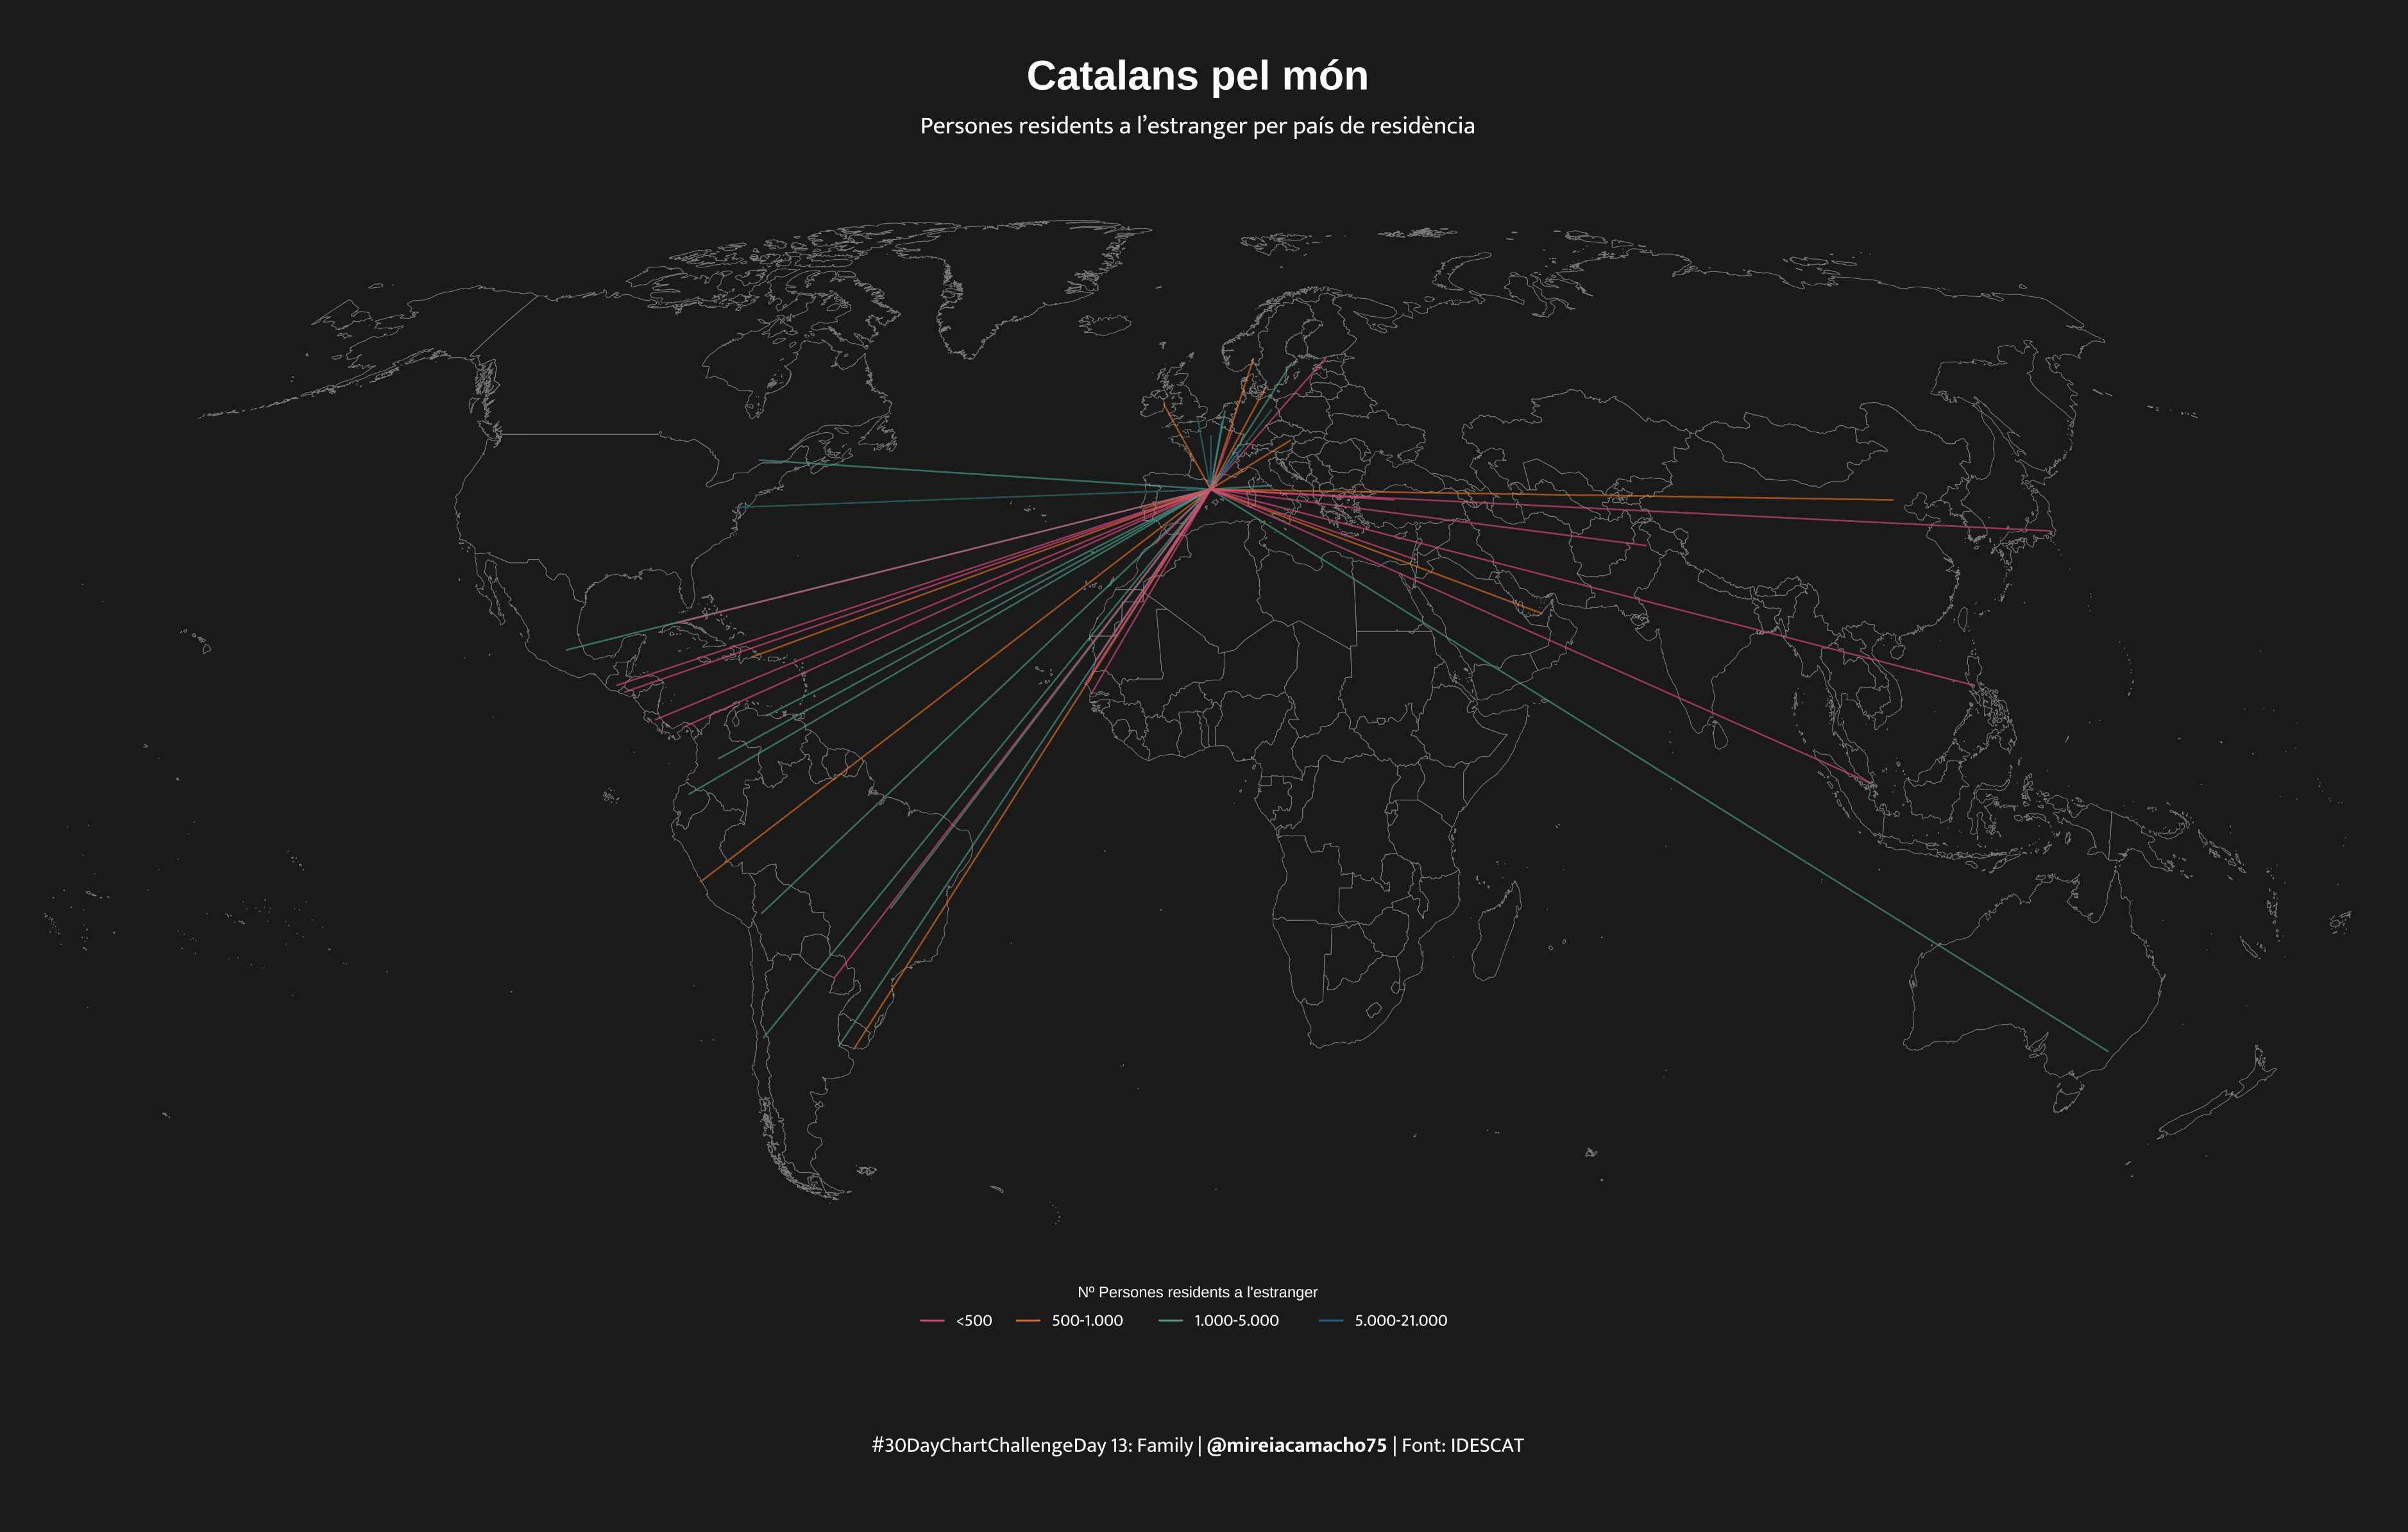 Catalans pel món
Persones residents a l’estranger per país de residència
Nº Persones residents a l'estranger
<500 500-1.000 1.000-5.000 5.000-21.000
#30DayChartChallengeDay 13: Family | @mireiacamacho75 | Font: IDESCAT